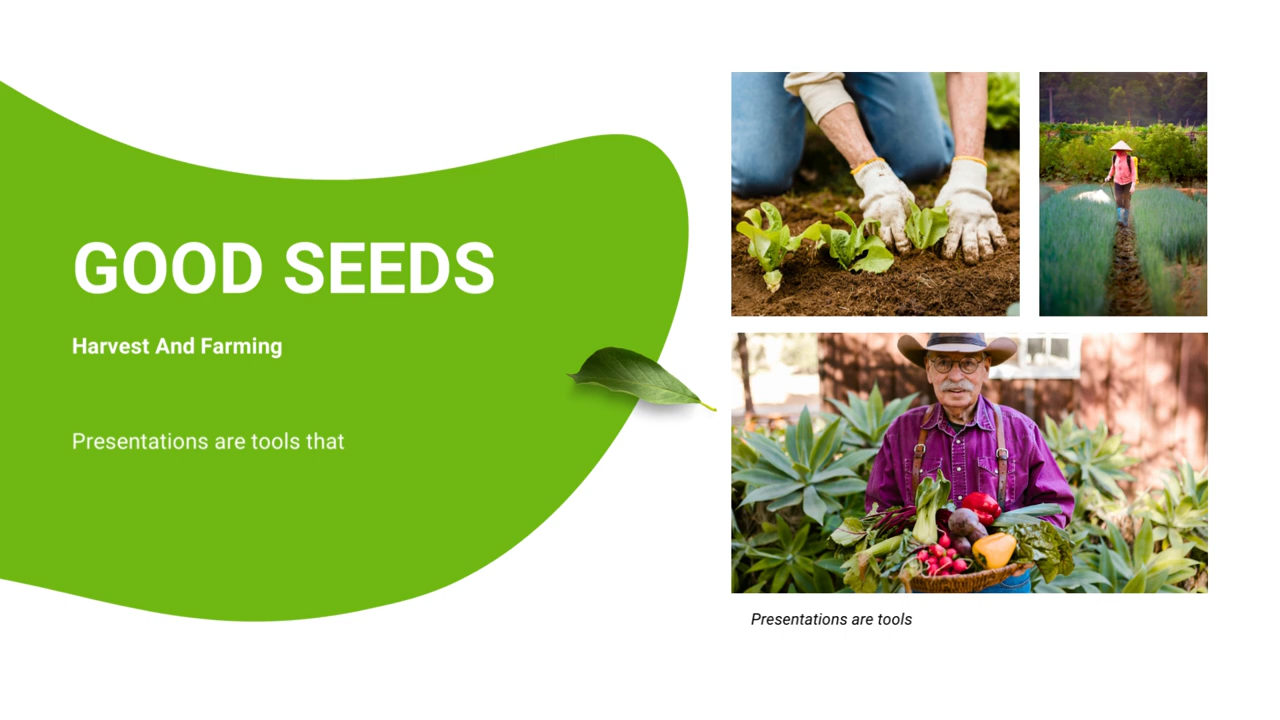 GOOD SEEDS
Harvest And Farming
Presentations are tools that
Presentations are tools